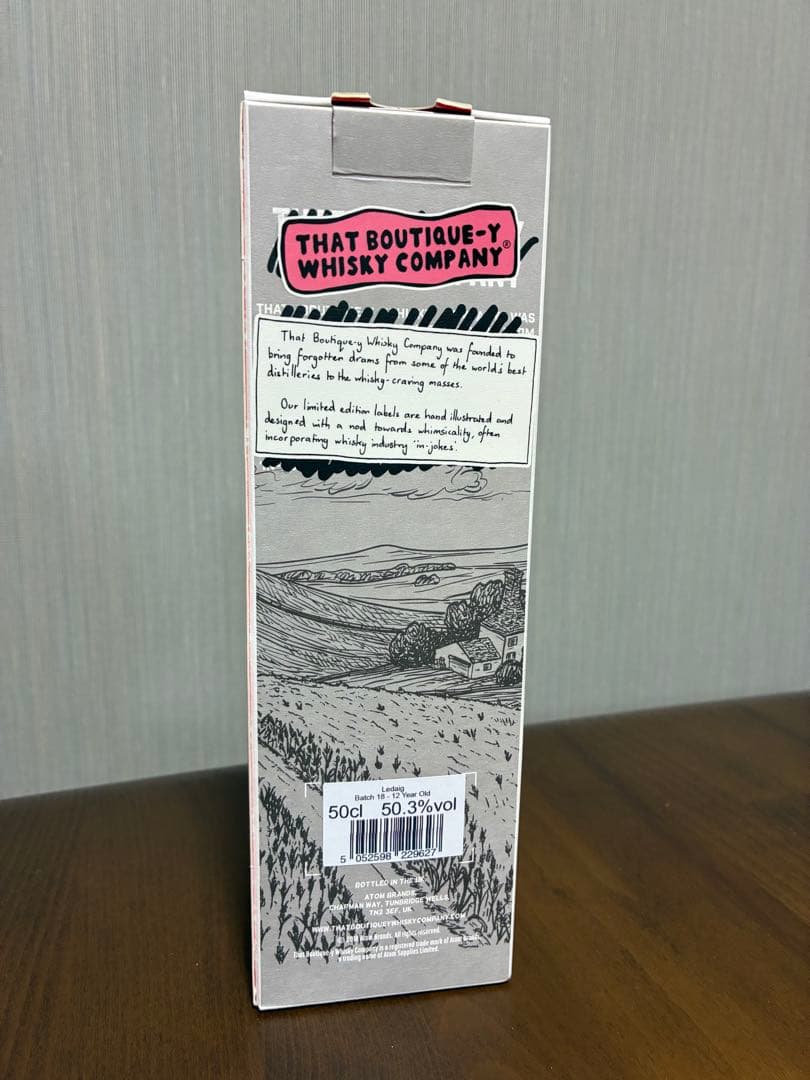 THAT BOUTIQUE-Y
WHISKY COMPANY®
THAT
WAS
That Boutique-y Whisky Company was founded to
bring forgotten drams from some of the world's best
distilleries to the whisky-craving masses.
Our limited edition labels are hand illustrated and
designed with a nod towards whimsicality, often
incorporating whisky industry 'in-jokes'.
Ledaig
Batch 18 - 12 Year Old
50cl 50.3%vol
5 052598 229627
BOTTLED IN THE UK.
ATOM BRANDS,
CHAPMAN WAY, TUNBRIDGE WELLS,
TN2 3EF, UK
WWW.THATBOUTIQUEYWHISKYCOMPANY.COM
Atom Brands. All rights reserved.
That Boutique-y Whisky Company is a registered trade mark of Atom Brands,
y trading name of Atom Supplies Limited.